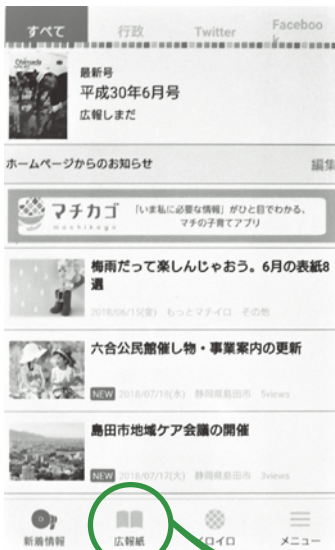 すべて
行政
Twitter
Faceboo
k
最新号
平成30年6月号
広報しまだ
ホームページからのお知らせ
編集
マチカゴ
machikago
「いま私に必要な情報」がひと目でわかる、
マチの子育てアプリ
梅雨だって楽しんじゃおう。6月の表紙8
選
2018/06/15(金) もっとマチイロ その他
六合公民館催し物・事業案内の更新
NEW 2018/07/18(水) 静岡県島田市 5views
島田市地域ケア会議の開催
NEW 2018/07/17(火) 静岡県島田市 3views
新着情報
広報紙
イロイロ
メニュー